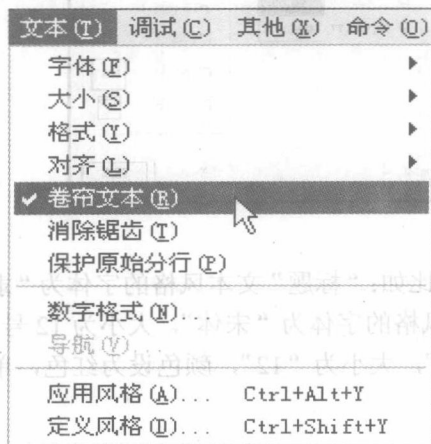 文本(T) 调试(C) 其他(X) 命令(O)
字体(F)
大小(S)
格式(Y)
对齐(L)
✓ 卷帘文本(R)
消除锯齿(T)
保护原始分行(P)
数字格式(N)...
导航(V)
应用风格(A)... Ctrl+Alt+Y
定义风格(D)... Ctrl+Shift+Y